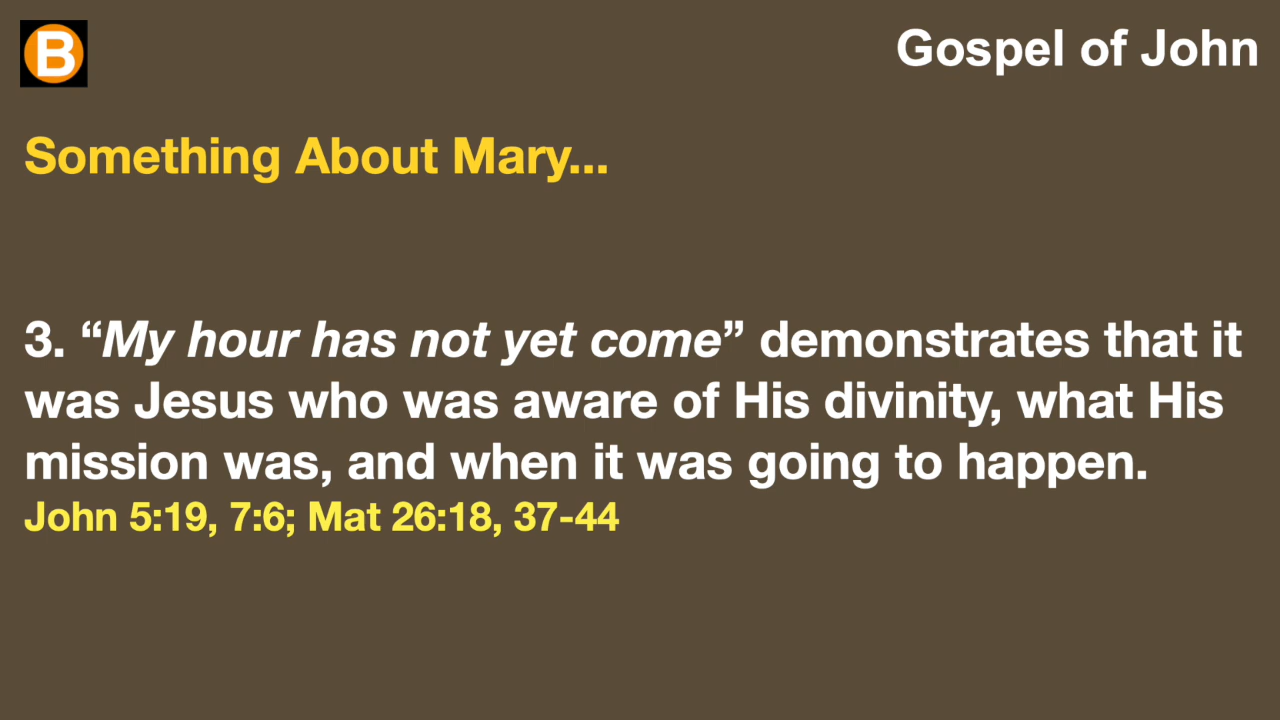 B
Gospel of John
Something About Mary...
3. “My hour has not yet come” demonstrates that it
was Jesus who was aware of His divinity, what His
mission was, and when it was going to happen.
John 5:19, 7:6; Mat 26:18, 37-44